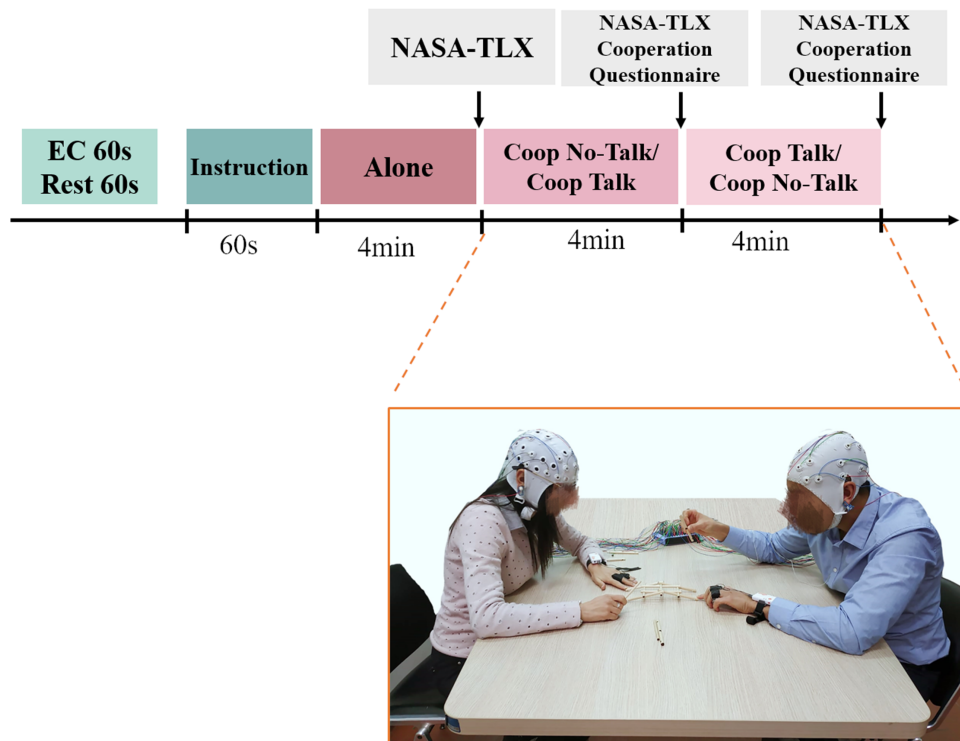 NASA-TLX
NASA-TLX
Cooperation
Questionnaire
NASA-TLX
Cooperation
Questionnaire
EC 60s
Rest 60s
Instruction
Alone
Coop No-Talk/
Coop Talk
Coop Talk/
Coop No-Talk
60s
4min
4min
4min